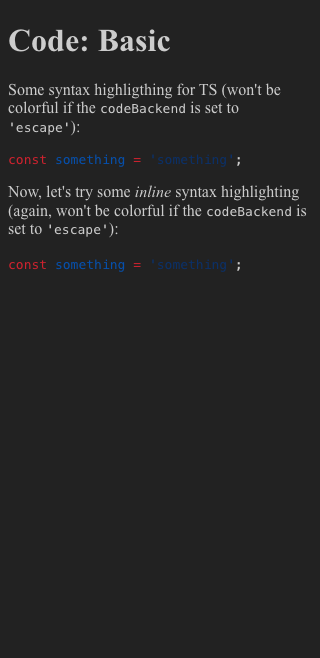 Code: Basic
Some syntax highligthing for TS (won't be
colorful if the codeBackend is set to
'escape'):
const something = 'something';
Now, let's try some inline syntax highlighting
(again, won't be colorful if the codeBackend is
set to 'escape'):
const something = 'something';